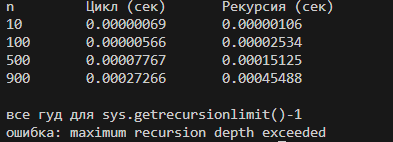 n Цикл (сек) Рекурсия (сек)
10 0.00000069 0.00000106
100 0.00000566 0.00002534
500 0.00007767 0.00015125
900 0.00027266 0.00045488
все гуд для sys.getrecursionlimit()-1
ошибка: maximum recursion depth exceeded